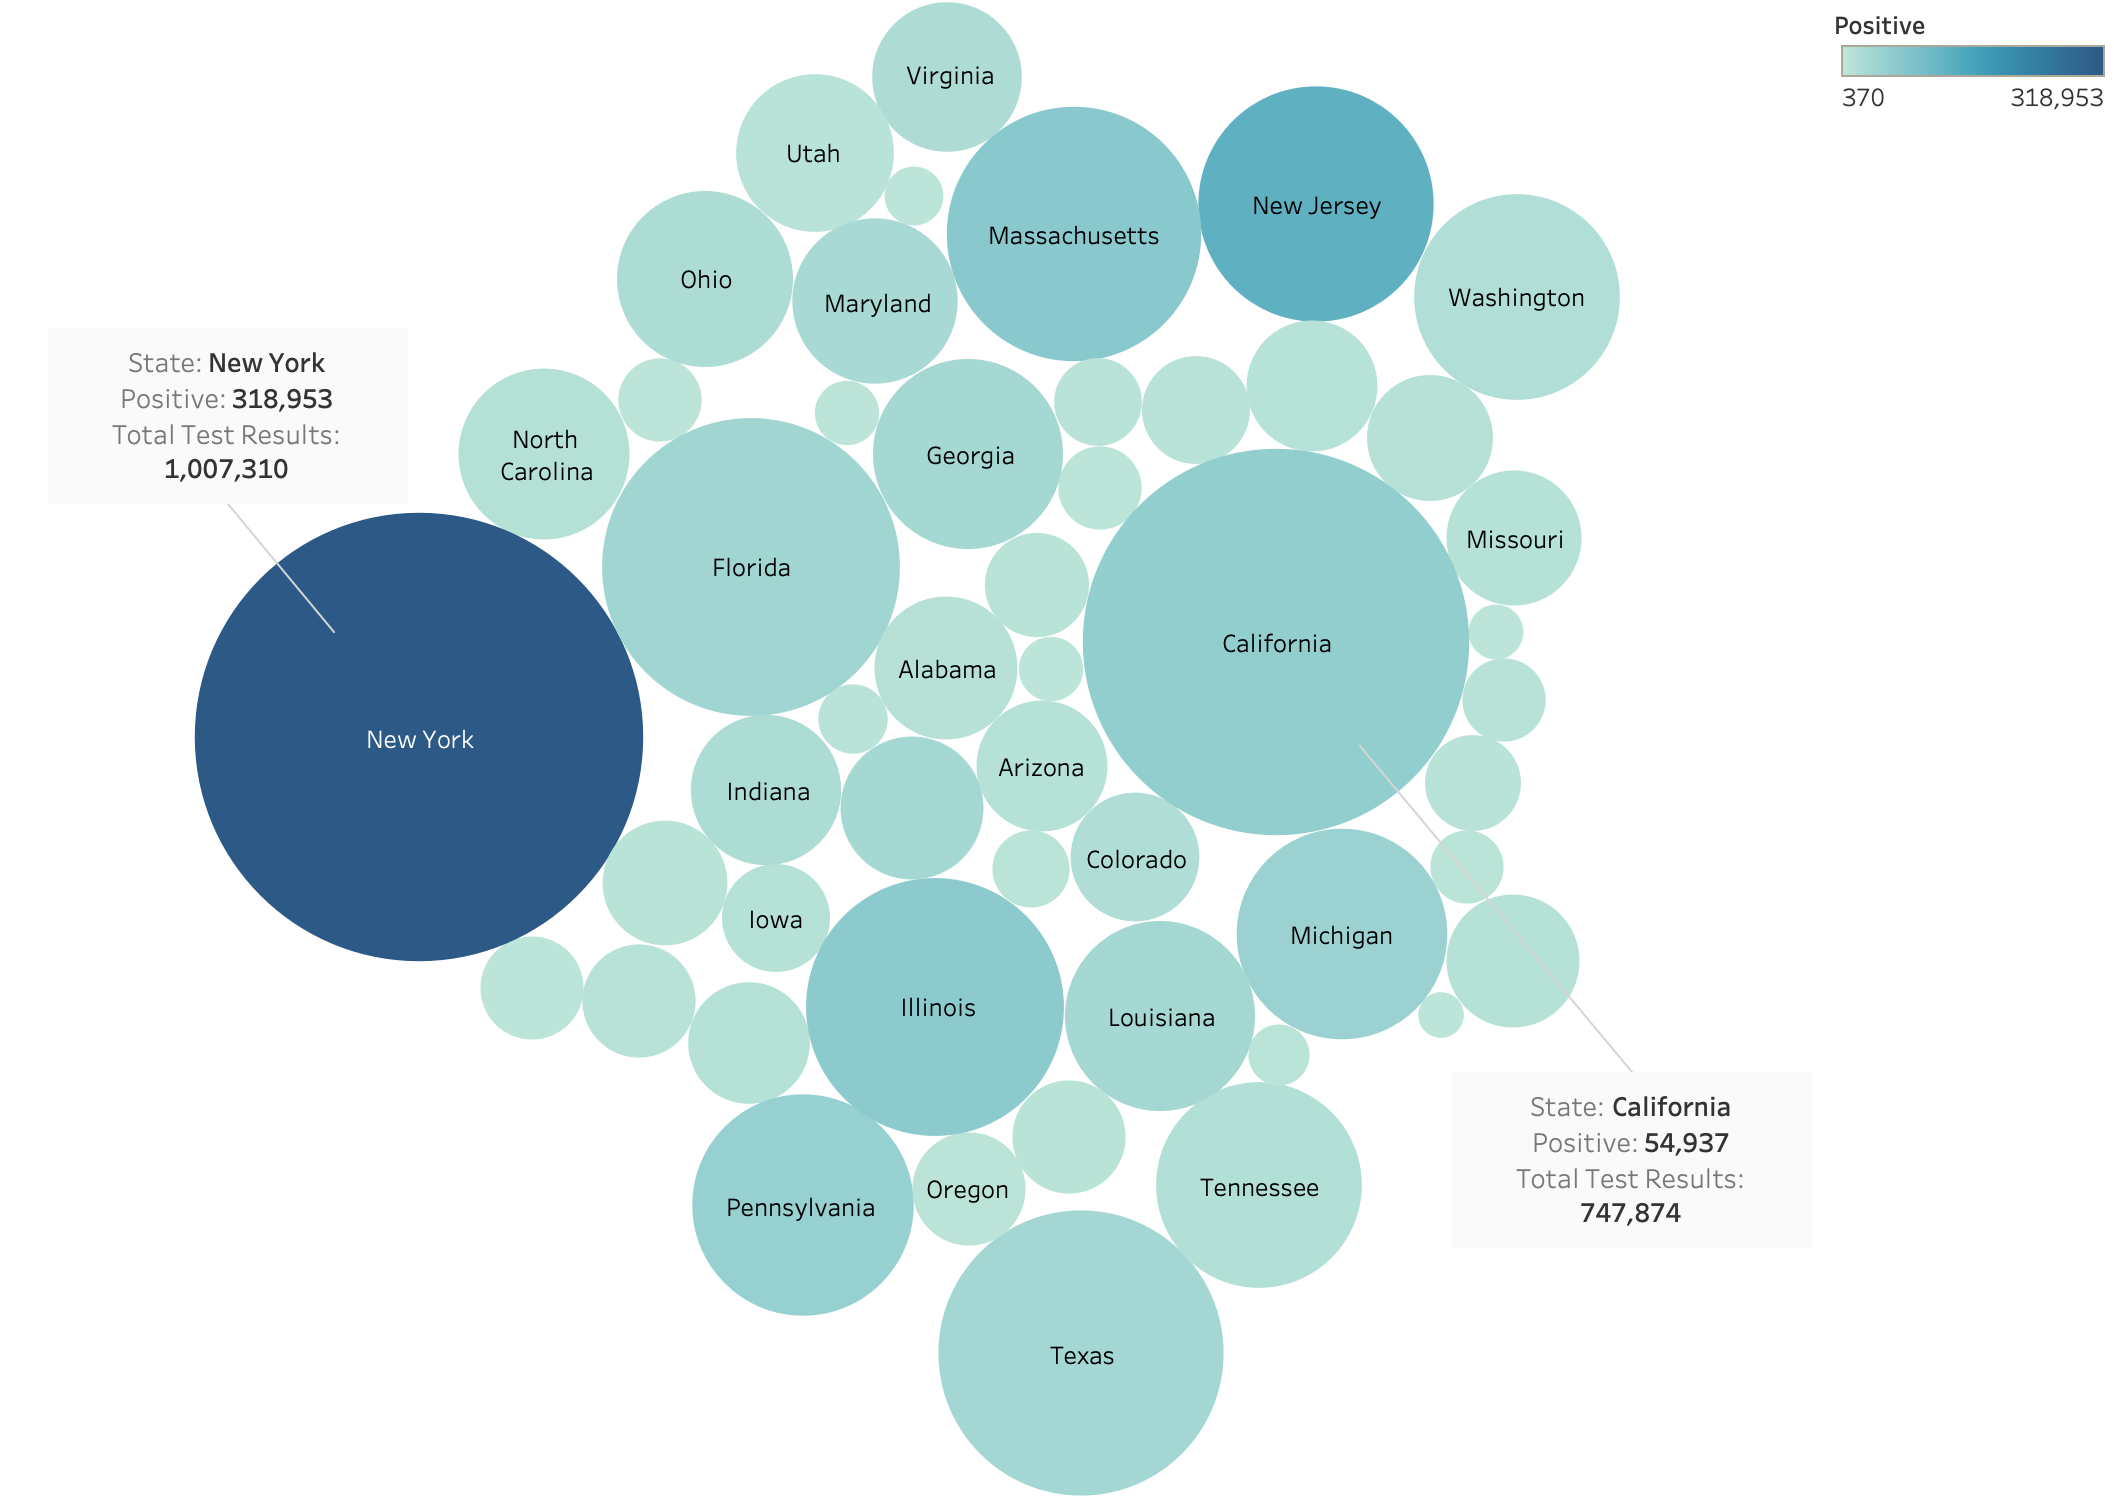 Positive
370 318,953
Virginia
Utah
Massachusetts
New Jersey
Ohio
Maryland
Washington
State: New York
Positive: 318,953
Total Test Results:
1,007,310
North
Carolina
Georgia
Florida
Missouri
California
Alabama
New York
Arizona
Indiana
Colorado
Iowa
Michigan
Illinois
Louisiana
State: California
Positive: 54,937
Total Test Results:
747,874
Pennsylvania
Oregon
Tennessee
Texas